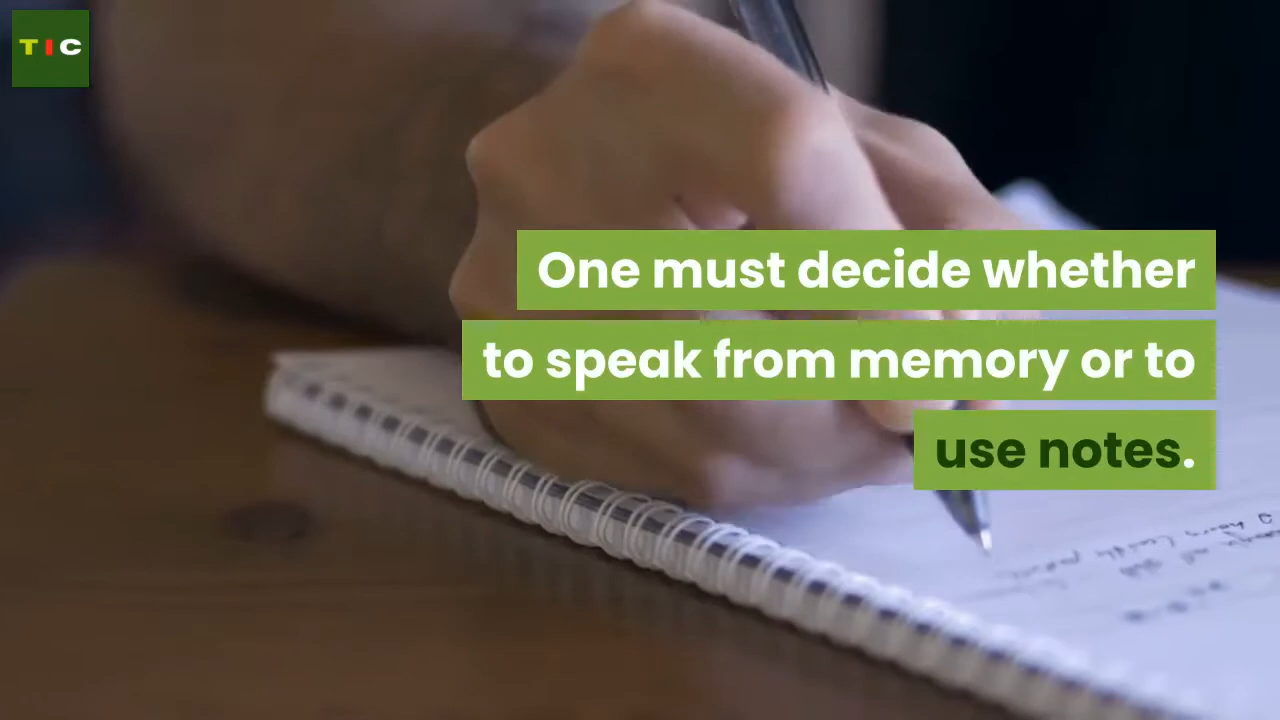 TIC
One must decide whether
to speak from memory or to
use notes.